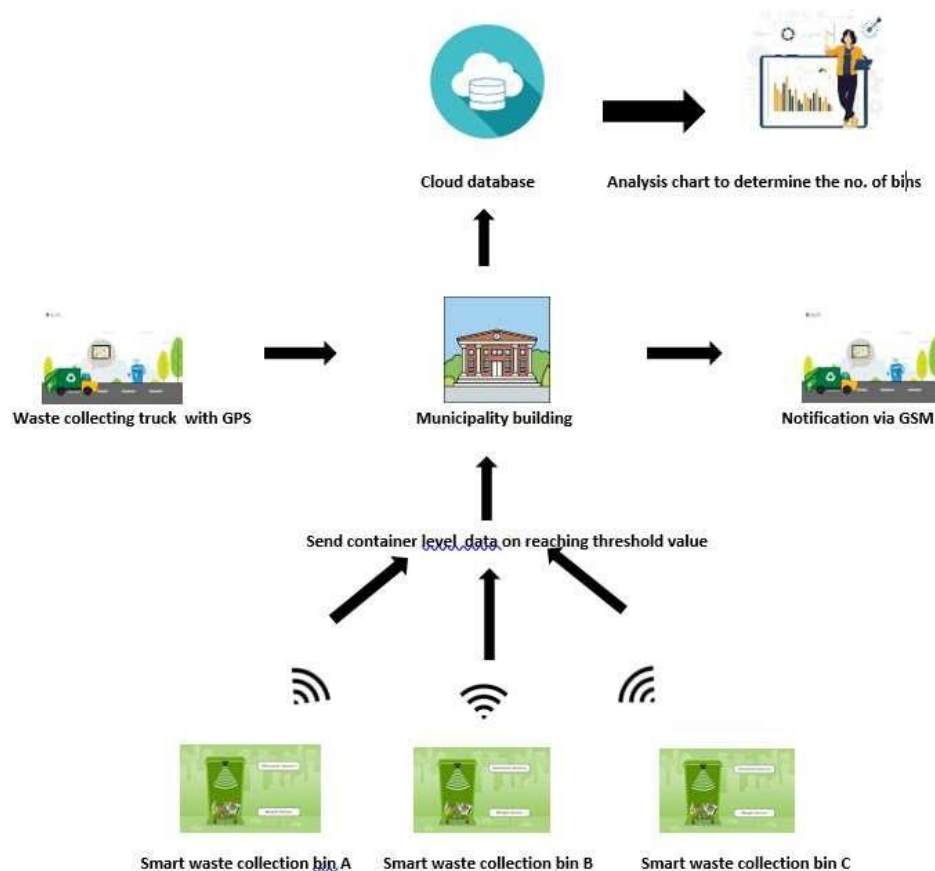 Cloud database
Analysis chart to determine the no. of bins
Waste collecting truck with GPS
Municipality building
Notification via GSM
Send container level data on reaching threshold value
Smart waste collection bin A
Smart waste collection bin B
Smart waste collection bin C